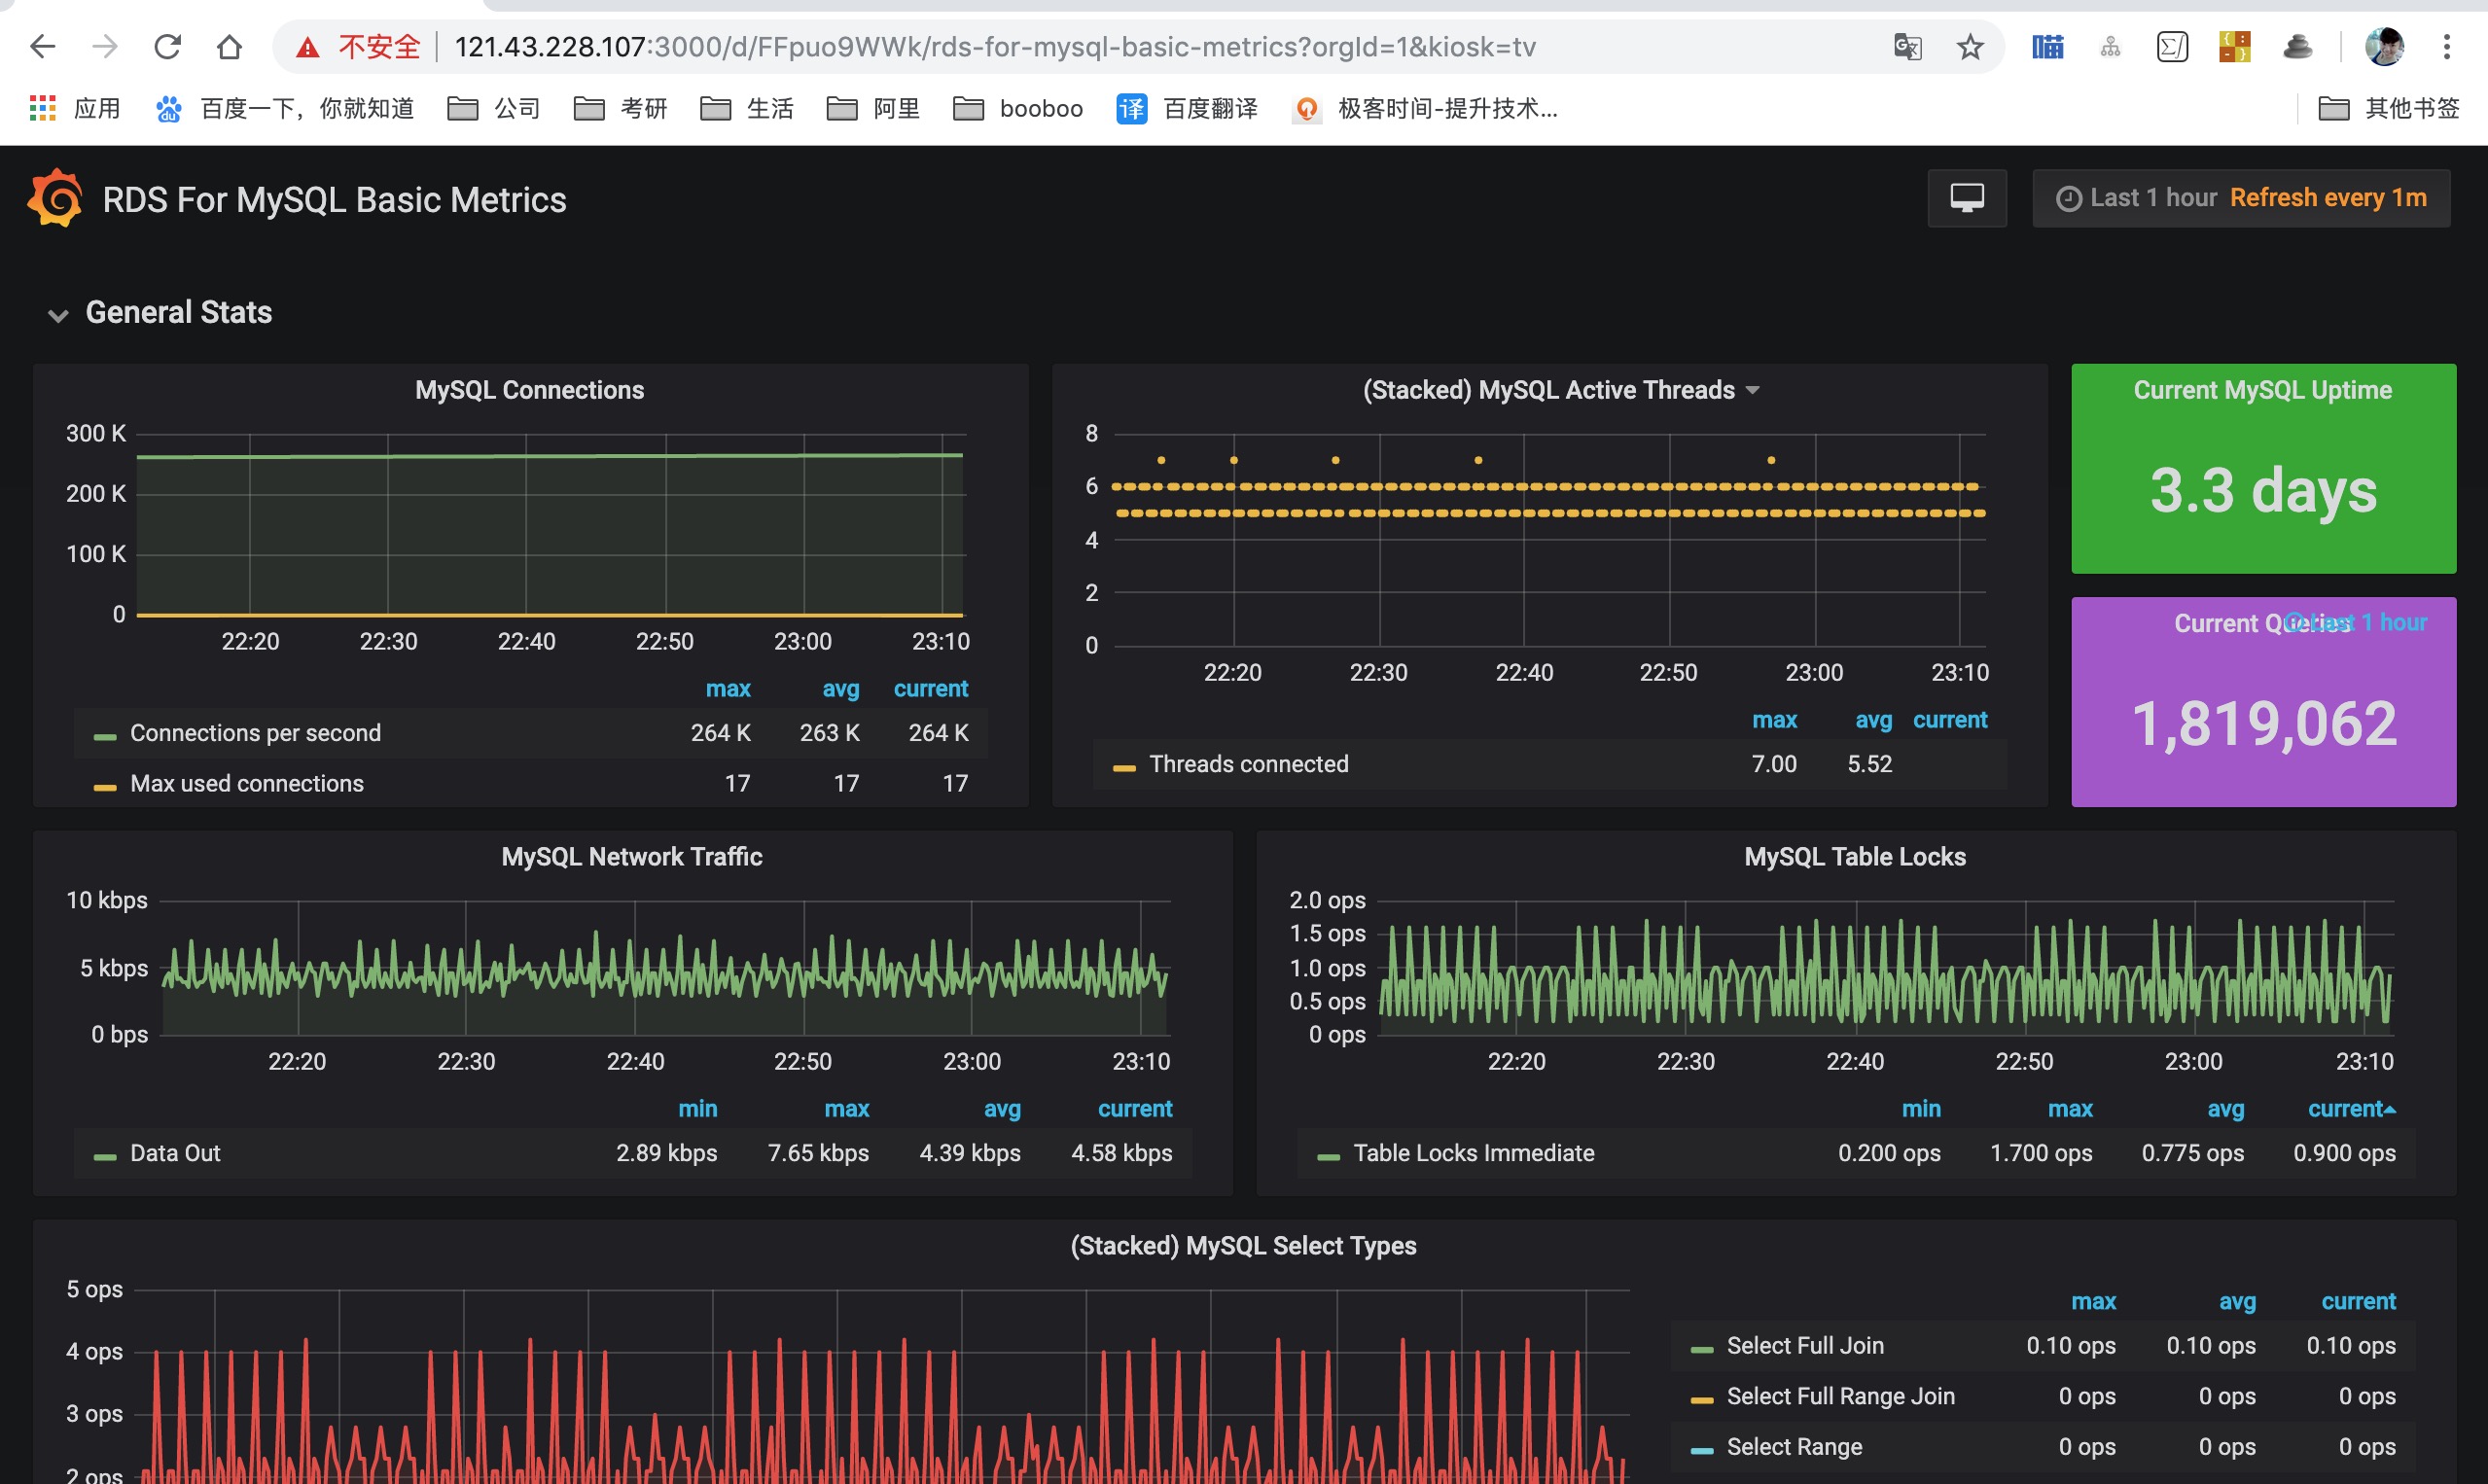 不安全 121.43.228.107:3000/d/FFpuo9WWk/rds-for-mysql-basic-metrics?orgId=1&kiosk=tv
应用 百度一下，你就知道 公司 考研 生活 阿里 booboo 译 百度翻译 极客时间-提升技术... 其他书签
RDS For MySQL Basic Metrics
Last 1 hour Refresh every 1m
General Stats
MySQL Connections
300 K
200 K
100 K
0
22:20 22:30 22:40 22:50 23:00 23:10
max avg current
Connections per second 264 K 263 K 264 K
Max used connections 17 17 17
(Stacked) MySQL Active Threads
8
6
4
2
0
22:20 22:30 22:40 22:50 23:00 23:10
max avg current
Threads connected 7.00 5.52
Current MySQL Uptime
3.3 days
Current Queries Last 1 hour
1,819,062
MySQL Network Traffic
10 kbps
5 kbps
0 bps
22:20 22:30 22:40 22:50 23:00 23:10
min max avg current
Data Out 2.89 kbps 7.65 kbps 4.39 kbps 4.58 kbps
MySQL Table Locks
2.0 ops
1.5 ops
1.0 ops
0.5 ops
0 ops
22:20 22:30 22:40 22:50 23:00 23:10
min max avg current
Table Locks Immediate 0.200 ops 1.700 ops 0.775 ops 0.900 ops
(Stacked) MySQL Select Types
5 ops
4 ops
3 ops
2 ops
max avg current
Select Full Join 0.10 ops 0.10 ops 0.10 ops
Select Full Range Join 0 ops 0 ops 0 ops
Select Range 0 ops 0 ops 0 ops